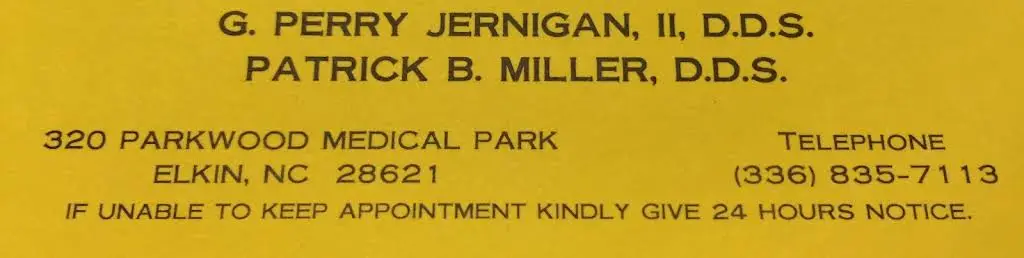 G. PERRY JERNIGAN, II, D.D.S.
PATRICK B. MILLER, D.D.S.
320 PARKWOOD MEDICAL PARK
ELKIN, NC 28621
TELEPHONE
(336) 835-7113
IF UNABLE TO KEEP APPOINTMENT KINDLY GIVE 24 HOURS NOTICE.